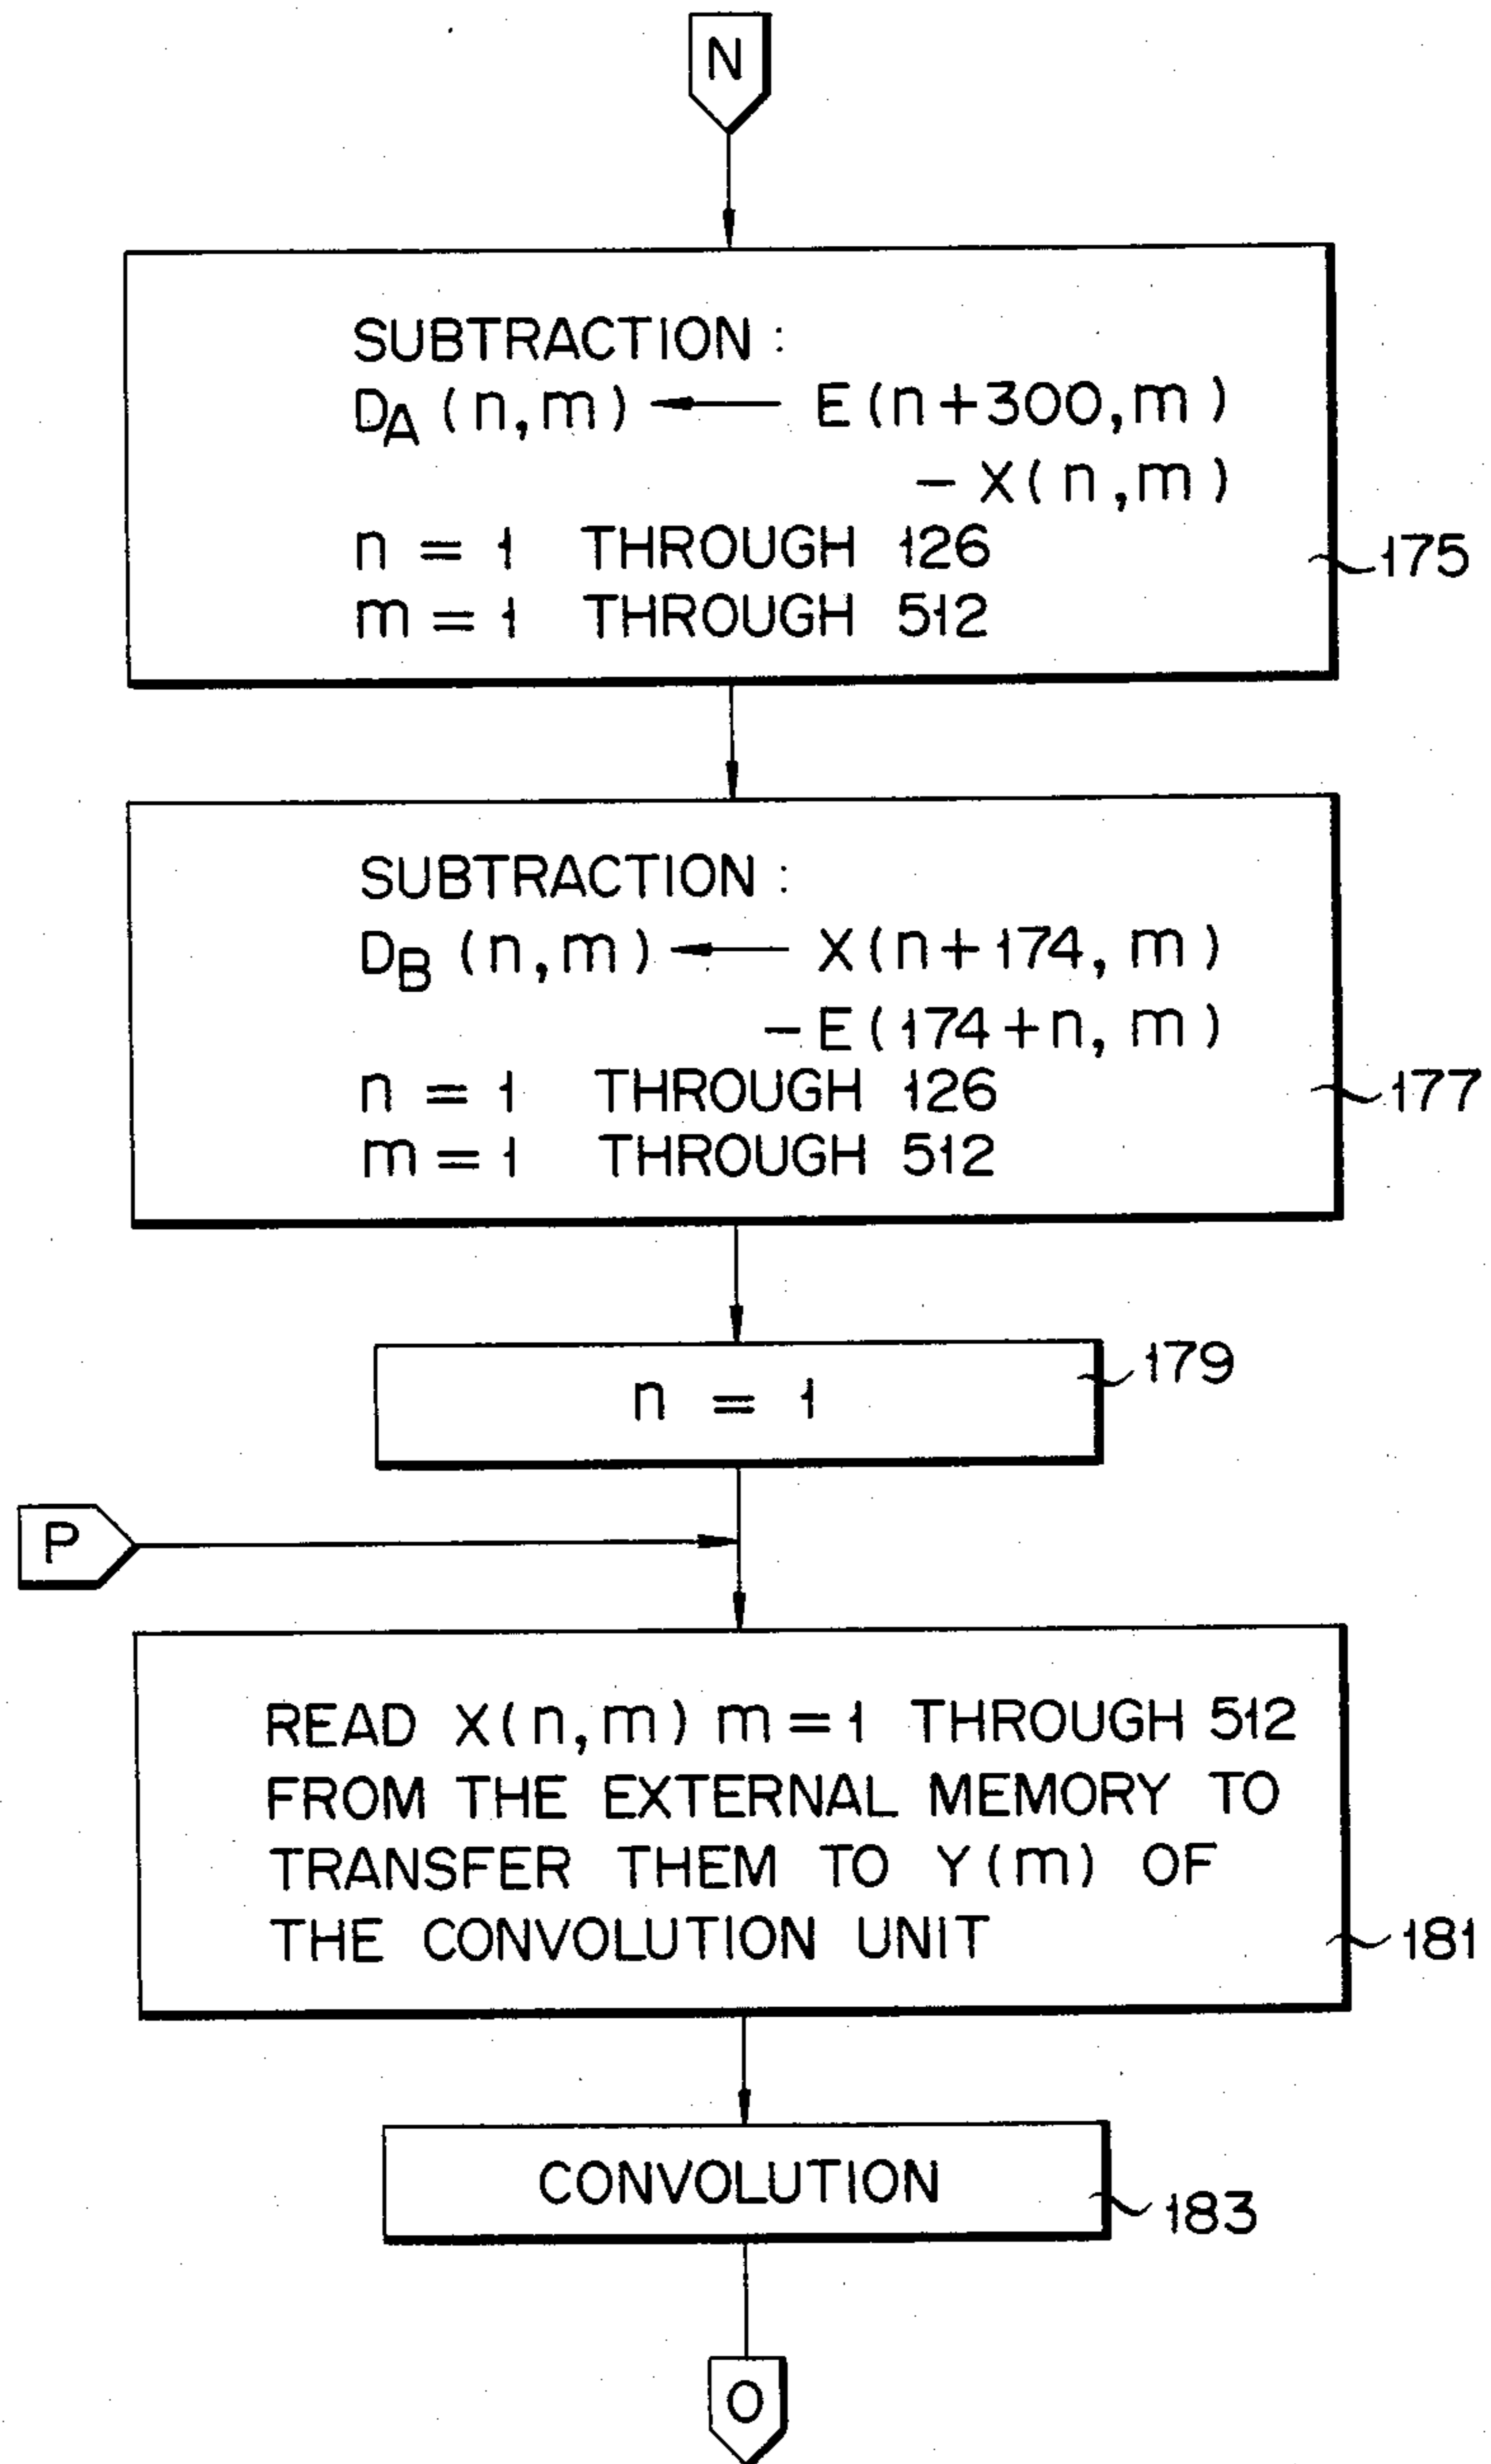 N
SUBTRACTION :
DA (n,m) ← E(n+300,m)
- X(n,m)
n = 1 THROUGH 126
m = 1 THROUGH 512
175
SUBTRACTION :
DB (n,m) ← X(n+174, m)
-E(174+n, m)
n = 1 THROUGH 126
m = 1 THROUGH 512
177
n = 1
179
P
READ X(n,m) m=1 THROUGH 512
FROM THE EXTERNAL MEMORY TO
TRANSFER THEM TO Y(m) OF
THE CONVOLUTION UNIT
181
CONVOLUTION
183
O